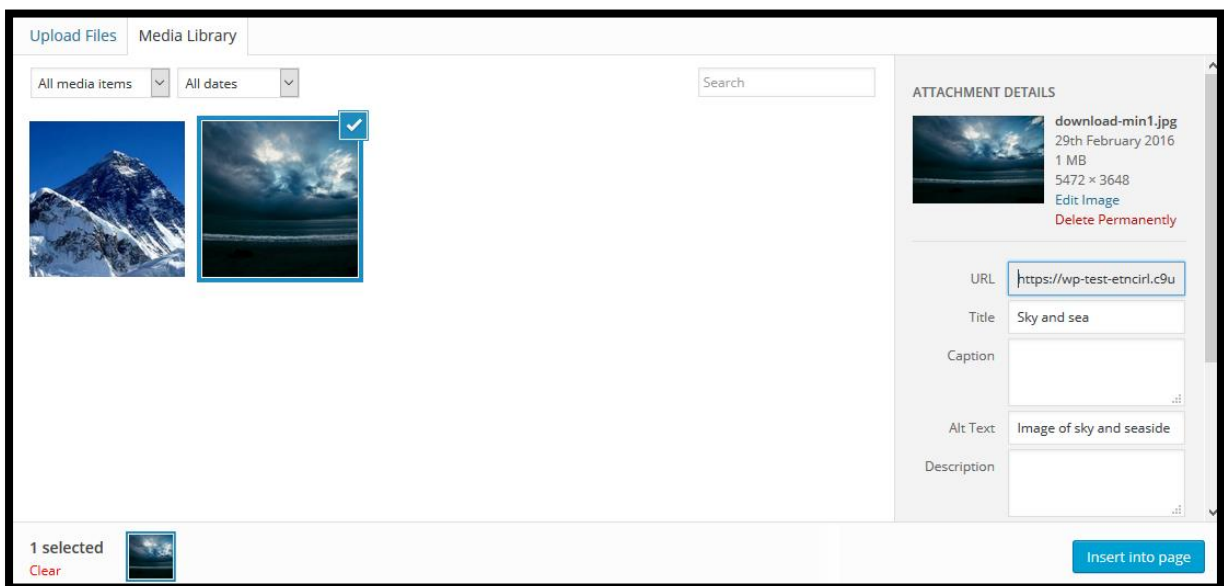 Upload Files Media Library
All media items All dates Search
ATTACHMENT DETAILS
download-min1.jpg
29th February 2016
1 MB
5472 × 3648
Edit Image
Delete Permanently
URL https://wp-test-etncirl.c9u
Title Sky and sea
Caption
Alt Text Image of sky and seaside
Description
1 selected
Clear
Insert into page